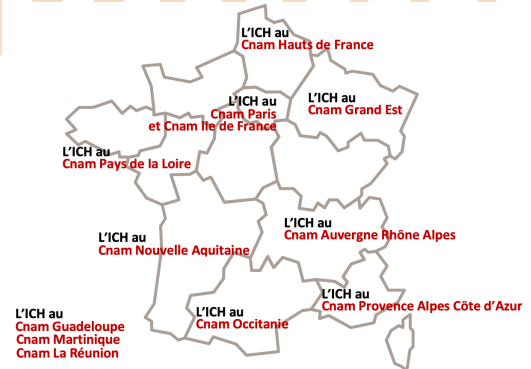 L'ICH au
Cnam Hauts de France
L'ICH au
Cnam Paris
et Cnam Ile de France
L'ICH au
Cnam Grand Est
L'ICH au
Cnam Pays de la Loire
L'ICH au
Cnam Auvergne Rhône Alpes
L'ICH au
Cnam Nouvelle Aquitaine
L'ICH au
Cnam Provence Alpes Côte d'Azur
L'ICH au
Cnam Occitanie
L'ICH au
Cnam Guadeloupe
Cnam Martinique
Cnam La Réunion